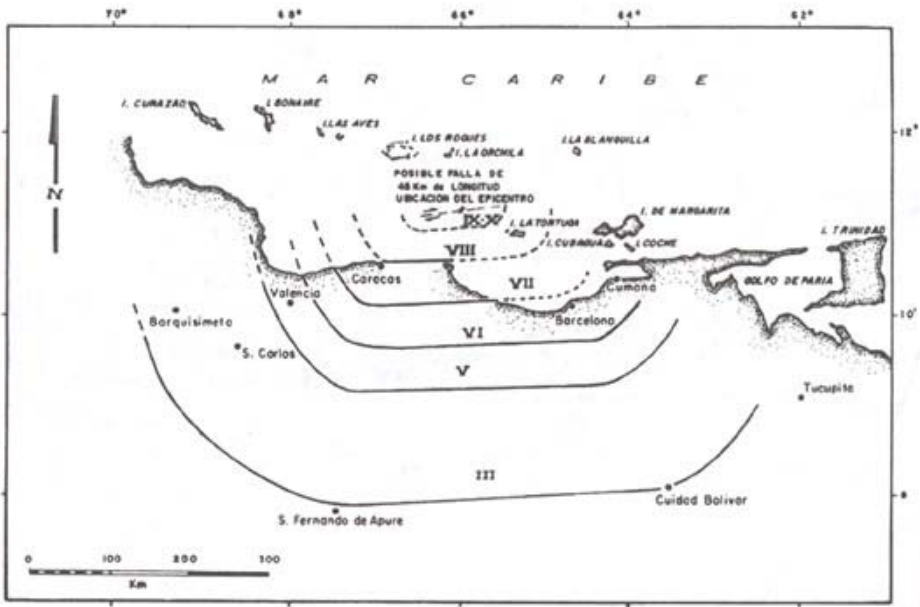 70° 68° 66° 64° 62°
M A R C A R I B E
I. CURAZAO
I. BONAIRE
I. LAS AVES
12°
I. LOS ROQUES
I. LA ORCHILA
I. LA BLANQUILLA
N
POSIBLE FALLA DE
48 Km de LONGITUD
UBICACIÓN DEL EPICENTRO
IX-X
I. LA TORTUGA
I. DE MARGARITA
I. CUBAGUA
I. COCHE
I. TRINIDAD
VIII
Caracas
Cumaná
GOLFO DE PARIA
VII
Valencia
Barcelona
10°
Barquisimeto
VI
S. Carlos
V
Tucupita
III
8
Cuidad Bolivar
S. Fernando de Apure
0 100 200 300
Km